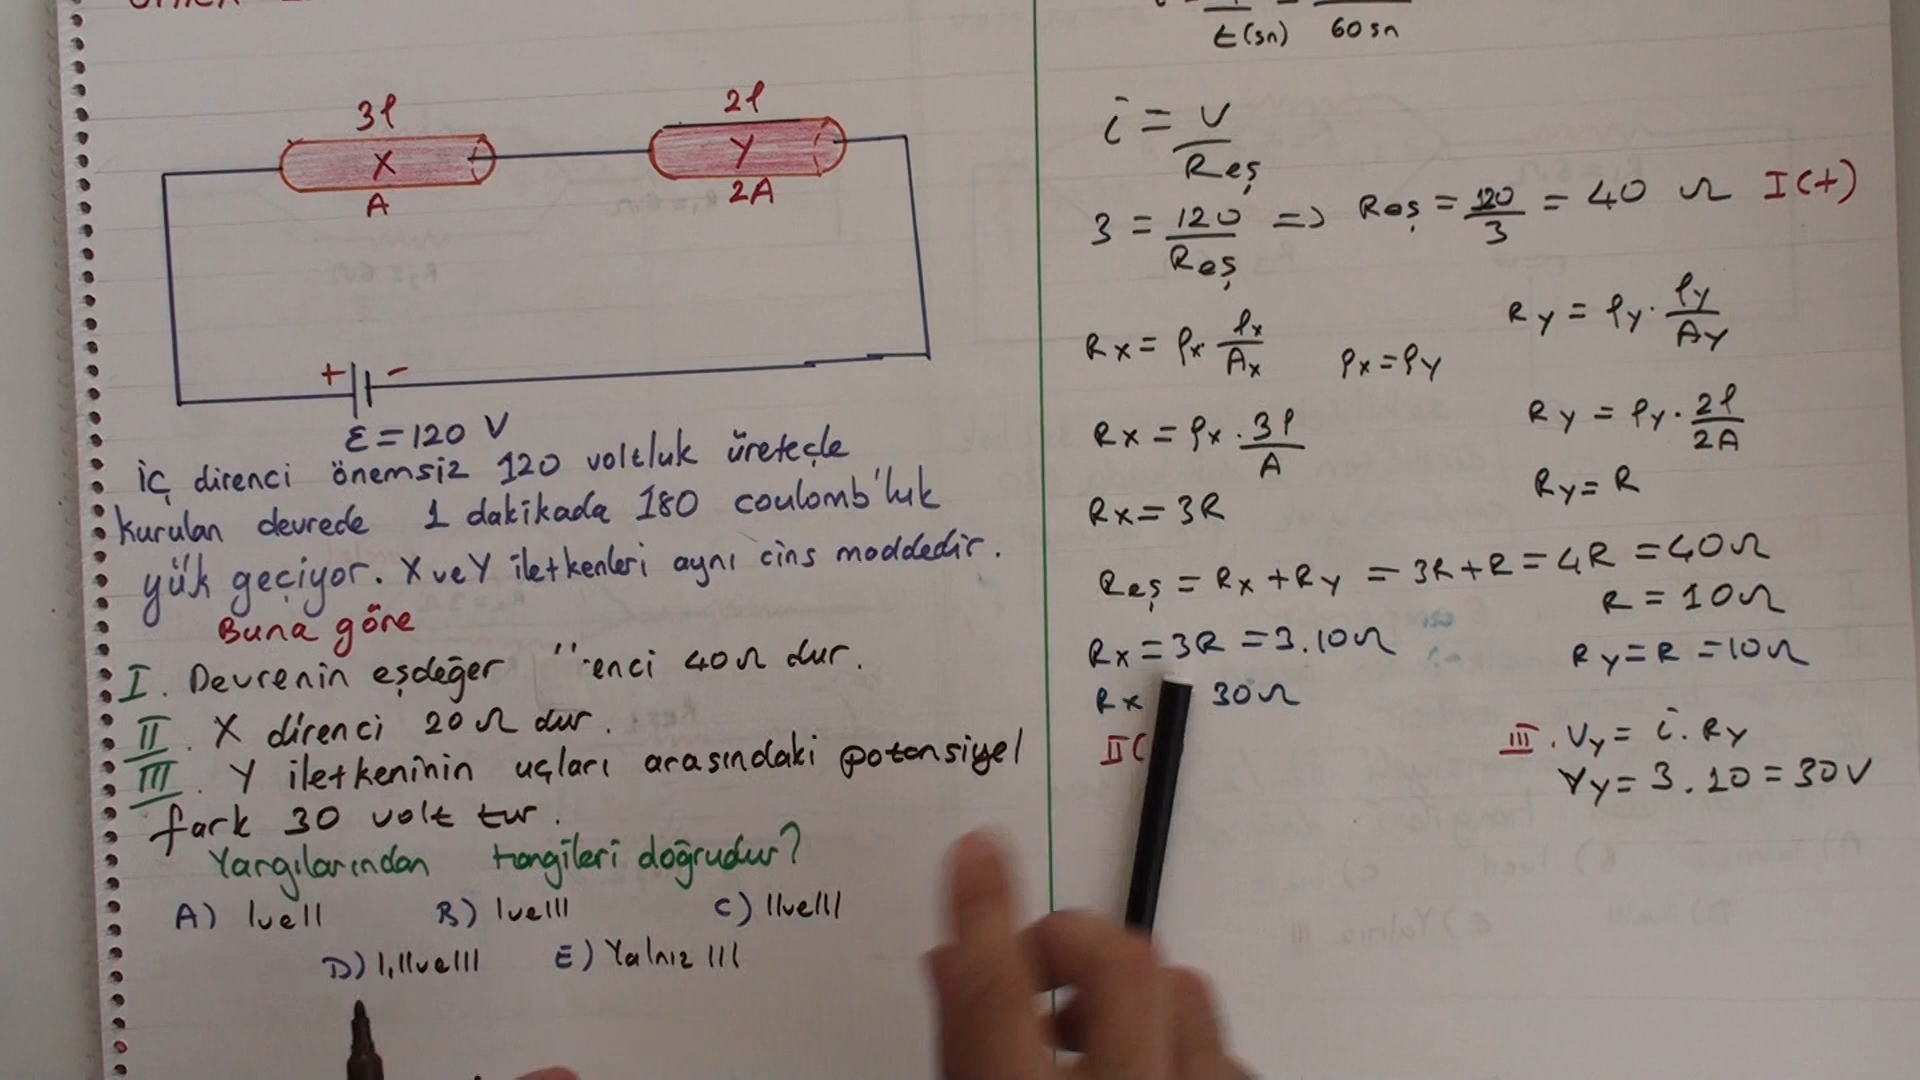 3l
2l
X
Y
A
2A
+ -
ε = 120 V
iç direnci önemsiz 120 voltluk üreteçle
kurulan devrede 1 dakikada 180 coulomb'luk
yük geçiyor. X ve Y iletkenleri aynı cins maddedir.
Buna göre
I. Devrenin eşdeğer enci 40Ω dur.
II. X direnci 20Ω dur.
III. Y iletkeninin uçları arasındaki potansiyel
fark 30 volt tur.
Yargılarından hangileri doğrudur?
A) I ve II B) I ve III C) II ve III
D) I, II ve III E) Yalnız III
t(sn) 60 sn
i = V / Reş
3 = 120 / Reş => Reş = 120 / 3 = 40 Ω I(+)
Rx = ρx . lx / Ax ρx = ρy Ry = ρy . ly / Ay
Rx = ρx . 3l / A Ry = ρy . 2l / 2A
Rx = 3R Ry = R
Reş = Rx + Ry = 3R + R = 4R = 40Ω
R = 10Ω
Rx = 3R = 3.10Ω Ry = R = 10Ω
Rx 30Ω
II( III. Vy = i. Ry
Vy = 3. 10 = 30V